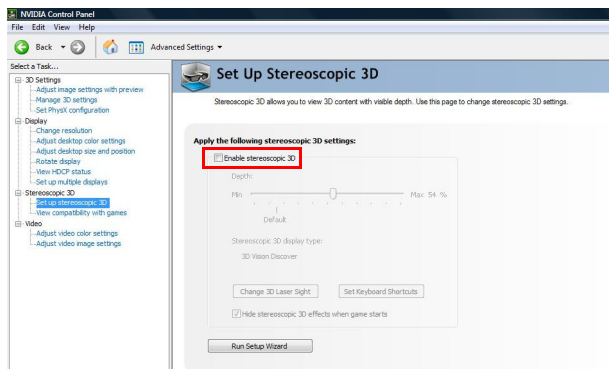 NVIDIA Control Panel
File Edit View Help
Back Advanced Settings
Select a Task...
3D Settings
Adjust image settings with preview
Manage 3D settings
Set PhysX configuration
Display
Change resolution
Adjust desktop color settings
Adjust desktop size and position
Rotate display
View HDCP status
Set up multiple displays
Stereoscopic 3D
Set up stereoscopic 3D
View compatibility with games
Video
Adjust video color settings
Adjust video image settings
Set Up Stereoscopic 3D
Stereoscopic 3D allows you to view 3D content with visible depth. Use this page to change stereoscopic 3D settings.
Apply the following stereoscopic 3D settings:
Enable stereoscopic 3D
Depth:
Min Max 54 %
Default
Stereoscopic 3D display type:
3D Vision Discover
Change 3D Laser Sight Set Keyboard Shortcuts
Hide stereoscopic 3D effects when game starts
Run Setup Wizard